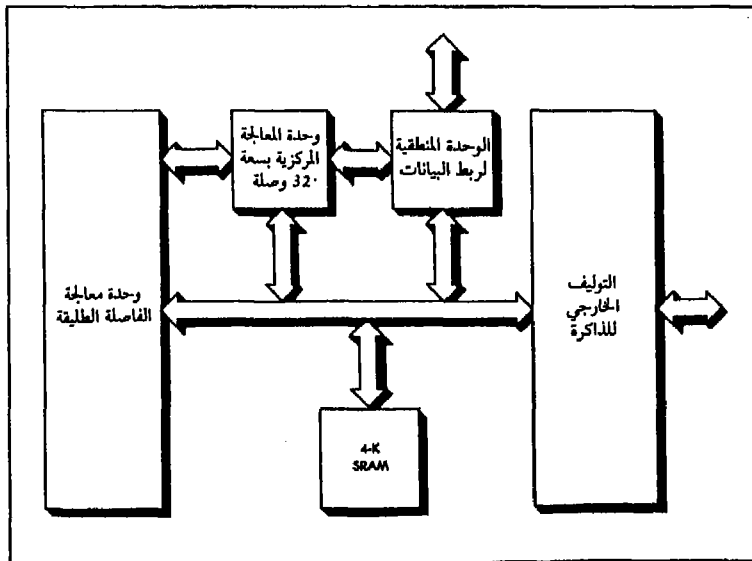 وحدة المعالجة
المركزية بسعة
32 وصلة
الوحدة المنطقية
لربط البيانات
وحدة معالجة
الفاصلة الطليقة
التوليف
الخارجي
للذاكرة
4-K
SRAM